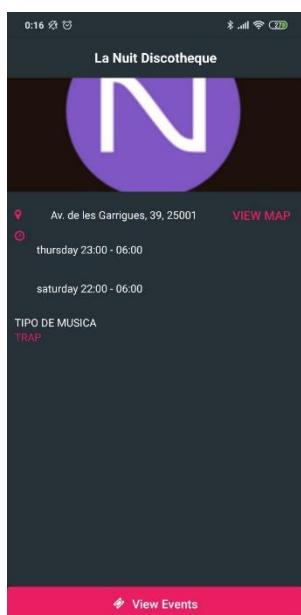 0:16
27
La Nuit Discotheque
N
Av. de les Garrigues, 39, 25001 VIEW MAP
thursday 23:00 - 06:00
saturday 22:00 - 06:00
TIPO DE MUSICA
TRAP
View Events